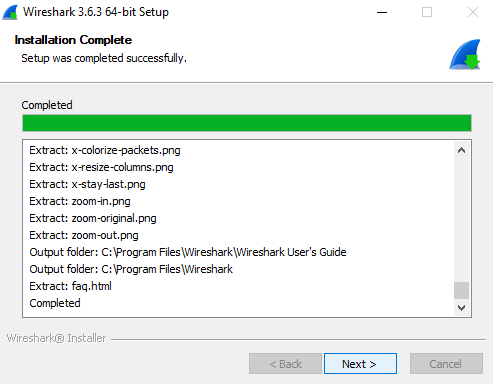 Wireshark 3.6.3 64-bit Setup
Installation Complete
Setup was completed successfully.
Completed
Extract: x-colorize-packets.png
Extract: x-resize-columns.png
Extract: x-stay-last.png
Extract: zoom-in.png
Extract: zoom-original.png
Extract: zoom-out.png
Output folder: C:\Program Files\Wireshark\Wireshark User's Guide
Output folder: C:\Program Files\Wireshark
Extract: faq.html
Completed
Wireshark® Installer
< Back Next > Cancel